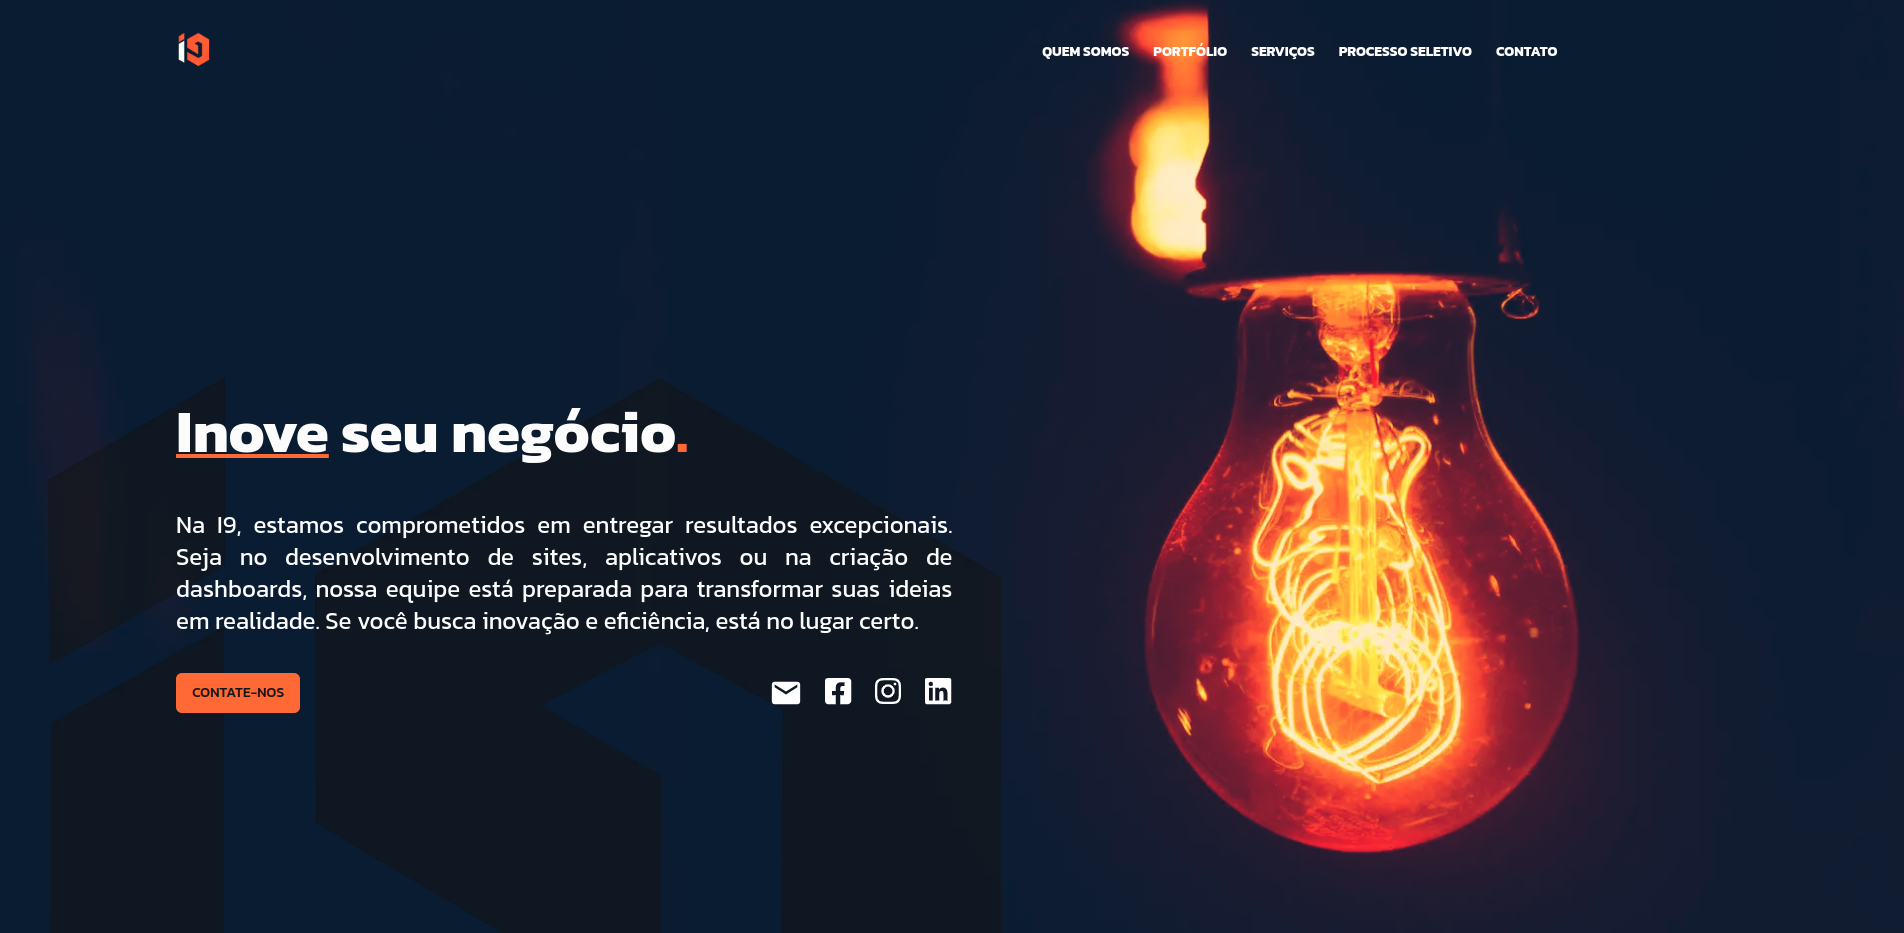 i9
QUEM SOMOS PORTFÓLIO SERVIÇOS PROCESSO SELETIVO CONTATO
Inove seu negócio.
Na I9, estamos comprometidos em entregar resultados excepcionais.
Seja no desenvolvimento de sites, aplicativos ou na criação de
dashboards, nossa equipe está preparada para transformar suas ideias
em realidade. Se você busca inovação e eficiência, está no lugar certo.
CONTATE-NOS